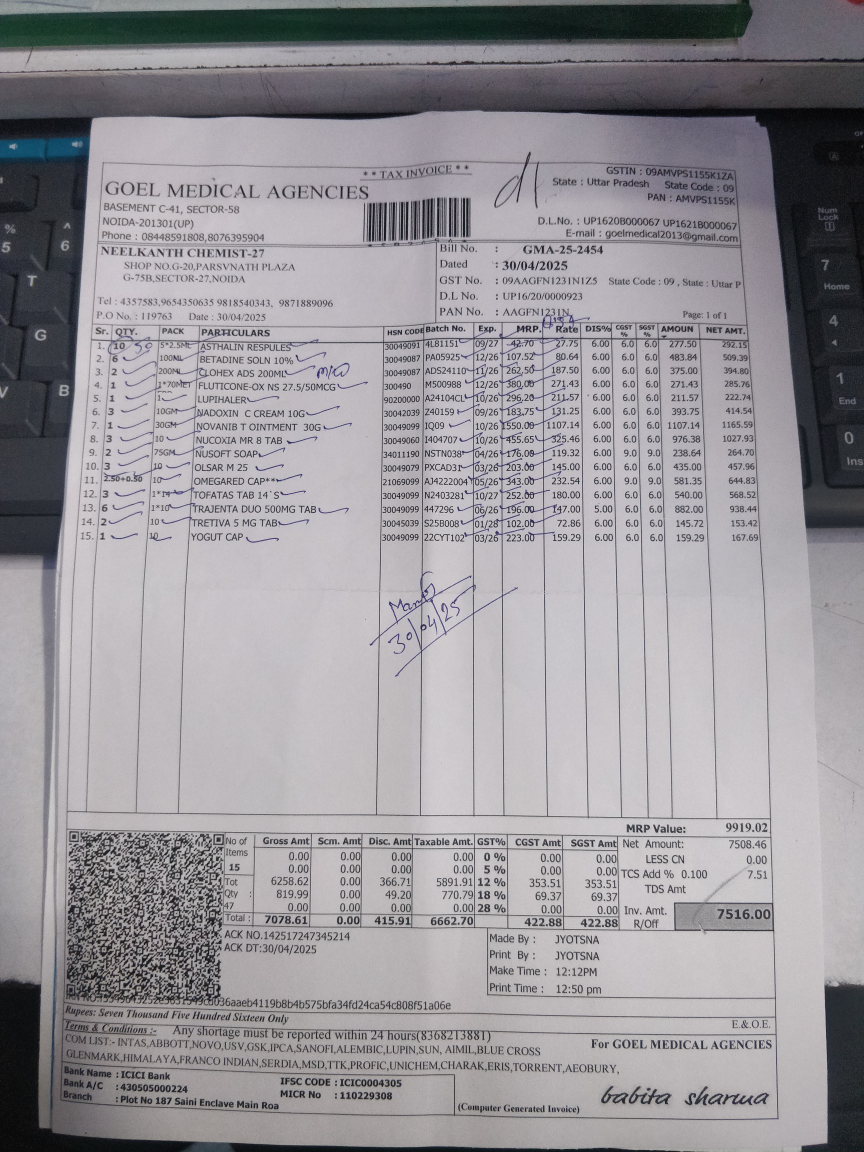 ** TAX INVOICE **
GOEL MEDICAL AGENCIES
BASEMENT C-41, SECTOR-58
NOIDA-201301(UP)
Phone : 08448591808,8076395904
GSTIN : 09AMVPS1155K1ZA
State : Uttar Pradesh State Code : 09
PAN : AMVPS1155K
D.L.No. : UP1620B000067 UP1621B000067
E-mail : goelmedical2013@gmail.com
NEELKANTH CHEMIST-27
SHOP NO.G-20,PARSVNATH PLAZA
G-75B,SECTOR-27,NOIDA
Tel : 4357583,9654350635 9818540343, 9871889096
P.O No. : 119763 Date : 30/04/2025
Bill No. : GMA-25-2454
Dated : 30/04/2025
GST No. : 09AAGFN1231N1Z5 State Code : 09 , State : Uttar P
D.L No. : UP16/20/0000923
PAN No. : AAGFN1231N
Page: 1 of 1
Sr. QTY. PACK PARTICULARS HSN CODE Batch No. Exp. MRP. Rate DIS% CGST % SGST % AMOUN NET AMT.
1. 10 50 5*2.5ML ASTHALIN RESPULES 30049091 4L81151 09/27 42.70 27.75 6.00 6.0 6.0 277.50 292.15
2. 6 100ML BETADINE SOLN 10% 30049087 PA05925 12/26 107.52 80.64 6.00 6.0 6.0 483.84 509.39
3. 2 200ML CLOHEX ADS 200ML 30049087 ADS24110 11/26 262.50 187.50 6.00 6.0 6.0 375.00 394.80
4. 1 1*70MET FLUTICONE-OX NS 27.5/50MCG 300490 M500988 12/26 380.00 271.43 6.00 6.0 6.0 271.43 285.76
5. 1 1 LUPIHALER 90200000 A24104CL 10/26 296.20 211.57 6.00 6.0 6.0 211.57 222.74
6. 3 10GM NADOXIN C CREAM 10G 30042039 Z40159 09/26 183.75 131.25 6.00 6.0 6.0 393.75 414.54
7. 1 30GM NOVANIB T OINTMENT 30G 30049099 IQ09 10/26 1550.00 1107.14 6.00 6.0 6.0 1107.14 1165.59
8. 3 10 NUCOXIA MR 8 TAB 30049060 I404707 10/26 455.65 325.46 6.00 6.0 6.0 976.38 1027.93
9. 2 75GM NUSOFT SOAP 34011190 NSTN038 04/26 176.00 119.32 6.00 9.0 9.0 238.64 264.70
10. 3 10 OLSAR M 25 30049079 PXCAD31 03/26 203.00 145.00 6.00 6.0 6.0 435.00 457.96
11. 2.50+0.50 10 OMEGARED CAP** 21069099 AJ4222004 05/26 343.00 232.54 6.00 9.0 9.0 581.35 644.83
12. 3 1*14 TOFATAS TAB 14`S 30049099 N2403281 10/27 252.00 180.00 6.00 6.0 6.0 540.00 568.52
13. 6 1*10 TRAJENTA DUO 500MG TAB 30049099 447296 06/26 196.00 147.00 5.00 6.0 6.0 882.00 938.44
14. 2 10 TRETIVA 5 MG TAB 30045039 S25B008 01/28 102.00 72.86 6.00 6.0 6.0 145.72 153.42
15. 1 10 YOGUT CAP 30049099 22CYT102 03/26 223.00 159.29 6.00 6.0 6.0 159.29 167.69
30/04/25
MRP Value: 9919.02
No of Items 15
Tot Qty : 47
Gross Amt Scm. Amt Disc. Amt Taxable Amt. GST% CGST Amt SGST Amt
0.00 0.00 0.00 0.00 0 % 0.00 0.00
0.00 0.00 0.00 0.00 5 % 0.00 0.00
6258.62 0.00 366.71 5891.91 12 % 353.51 353.51
819.99 0.00 49.20 770.79 18 % 69.37 69.37
0.00 0.00 0.00 0.00 28 % 0.00 0.00
Total : 7078.61 0.00 415.91 6662.70 422.88 422.88
Net Amount: 7508.46
LESS CN 0.00
TCS Add % 0.100 7.51
TDS Amt
Inv. Amt. R/Off 7516.00
ACK NO.142517247345214
ACK DT:30/04/2025
Made By : JYOTSNA
Print By : JYOTSNA
Make Time : 12:12PM
Print Time : 12:50 pm
Rupees: Seven Thousand Five Hundred Sixteen Only
E.& O.E.
Terms & Conditions :- Any shortage must be reported within 24 hours(8368213881)
COM LIST:- INTAS,ABBOTT,NOVO,USV,GSK,IPCA,SANOFI,ALEMBIC,LUPIN,SUN, AIMIL,BLUE CROSS
GLENMARK,HIMALAYA,FRANCO INDIAN,SERDIA,MSD,TTK,PROFIC,UNICHEM,CHARAK,ERIS,TORRENT,AEOBURY,
For GOEL MEDICAL AGENCIES
Bank Name : ICICI Bank
Bank A/C : 430505000224
Branch : Plot No 187 Saini Enclave Main Roa
IFSC CODE : ICIC0004305
MICR No : 110229308
(Computer Generated Invoice)
babita sharma
Num Lock
7
Home
4
1
End
0
Ins
%
5
^
6
T
G
V
B